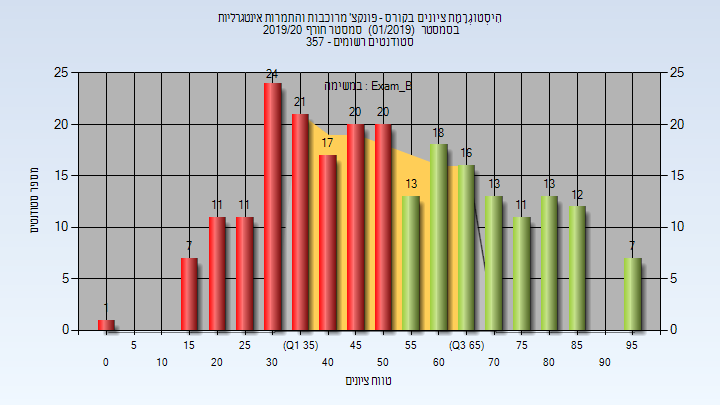 הִיסְטוֹגְרָמַת ציונים בקורס - פונקצ' מרוכבות והתמרות אינטגרליות
בסמסטר (01/2019) סמסטר חורף 2019/20
סטודנטים רשומים - 357
במשימה : Exam_B
25 25
20 20
15 15
10 10
5 5
0 0
1 7 11 11 24 21 17 20 20 13 18 16 13 11 13 12 7
מספר סטודנטים
5 15 25 (Q1 35) 45 55 (Q3 65) 75 85 95
0 10 20 30 40 50 60 70 80 90
טווח ציונים